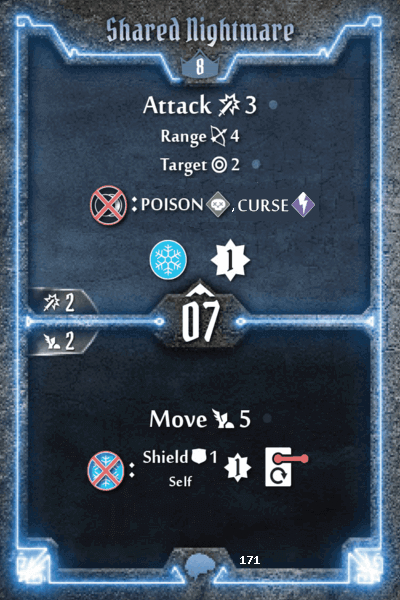 Shared Nightmare
8
Attack 3
Range 4
Target 2
: POISON , CURSE
1
2
07
2
Move 5
: Shield 1
Self
1
171